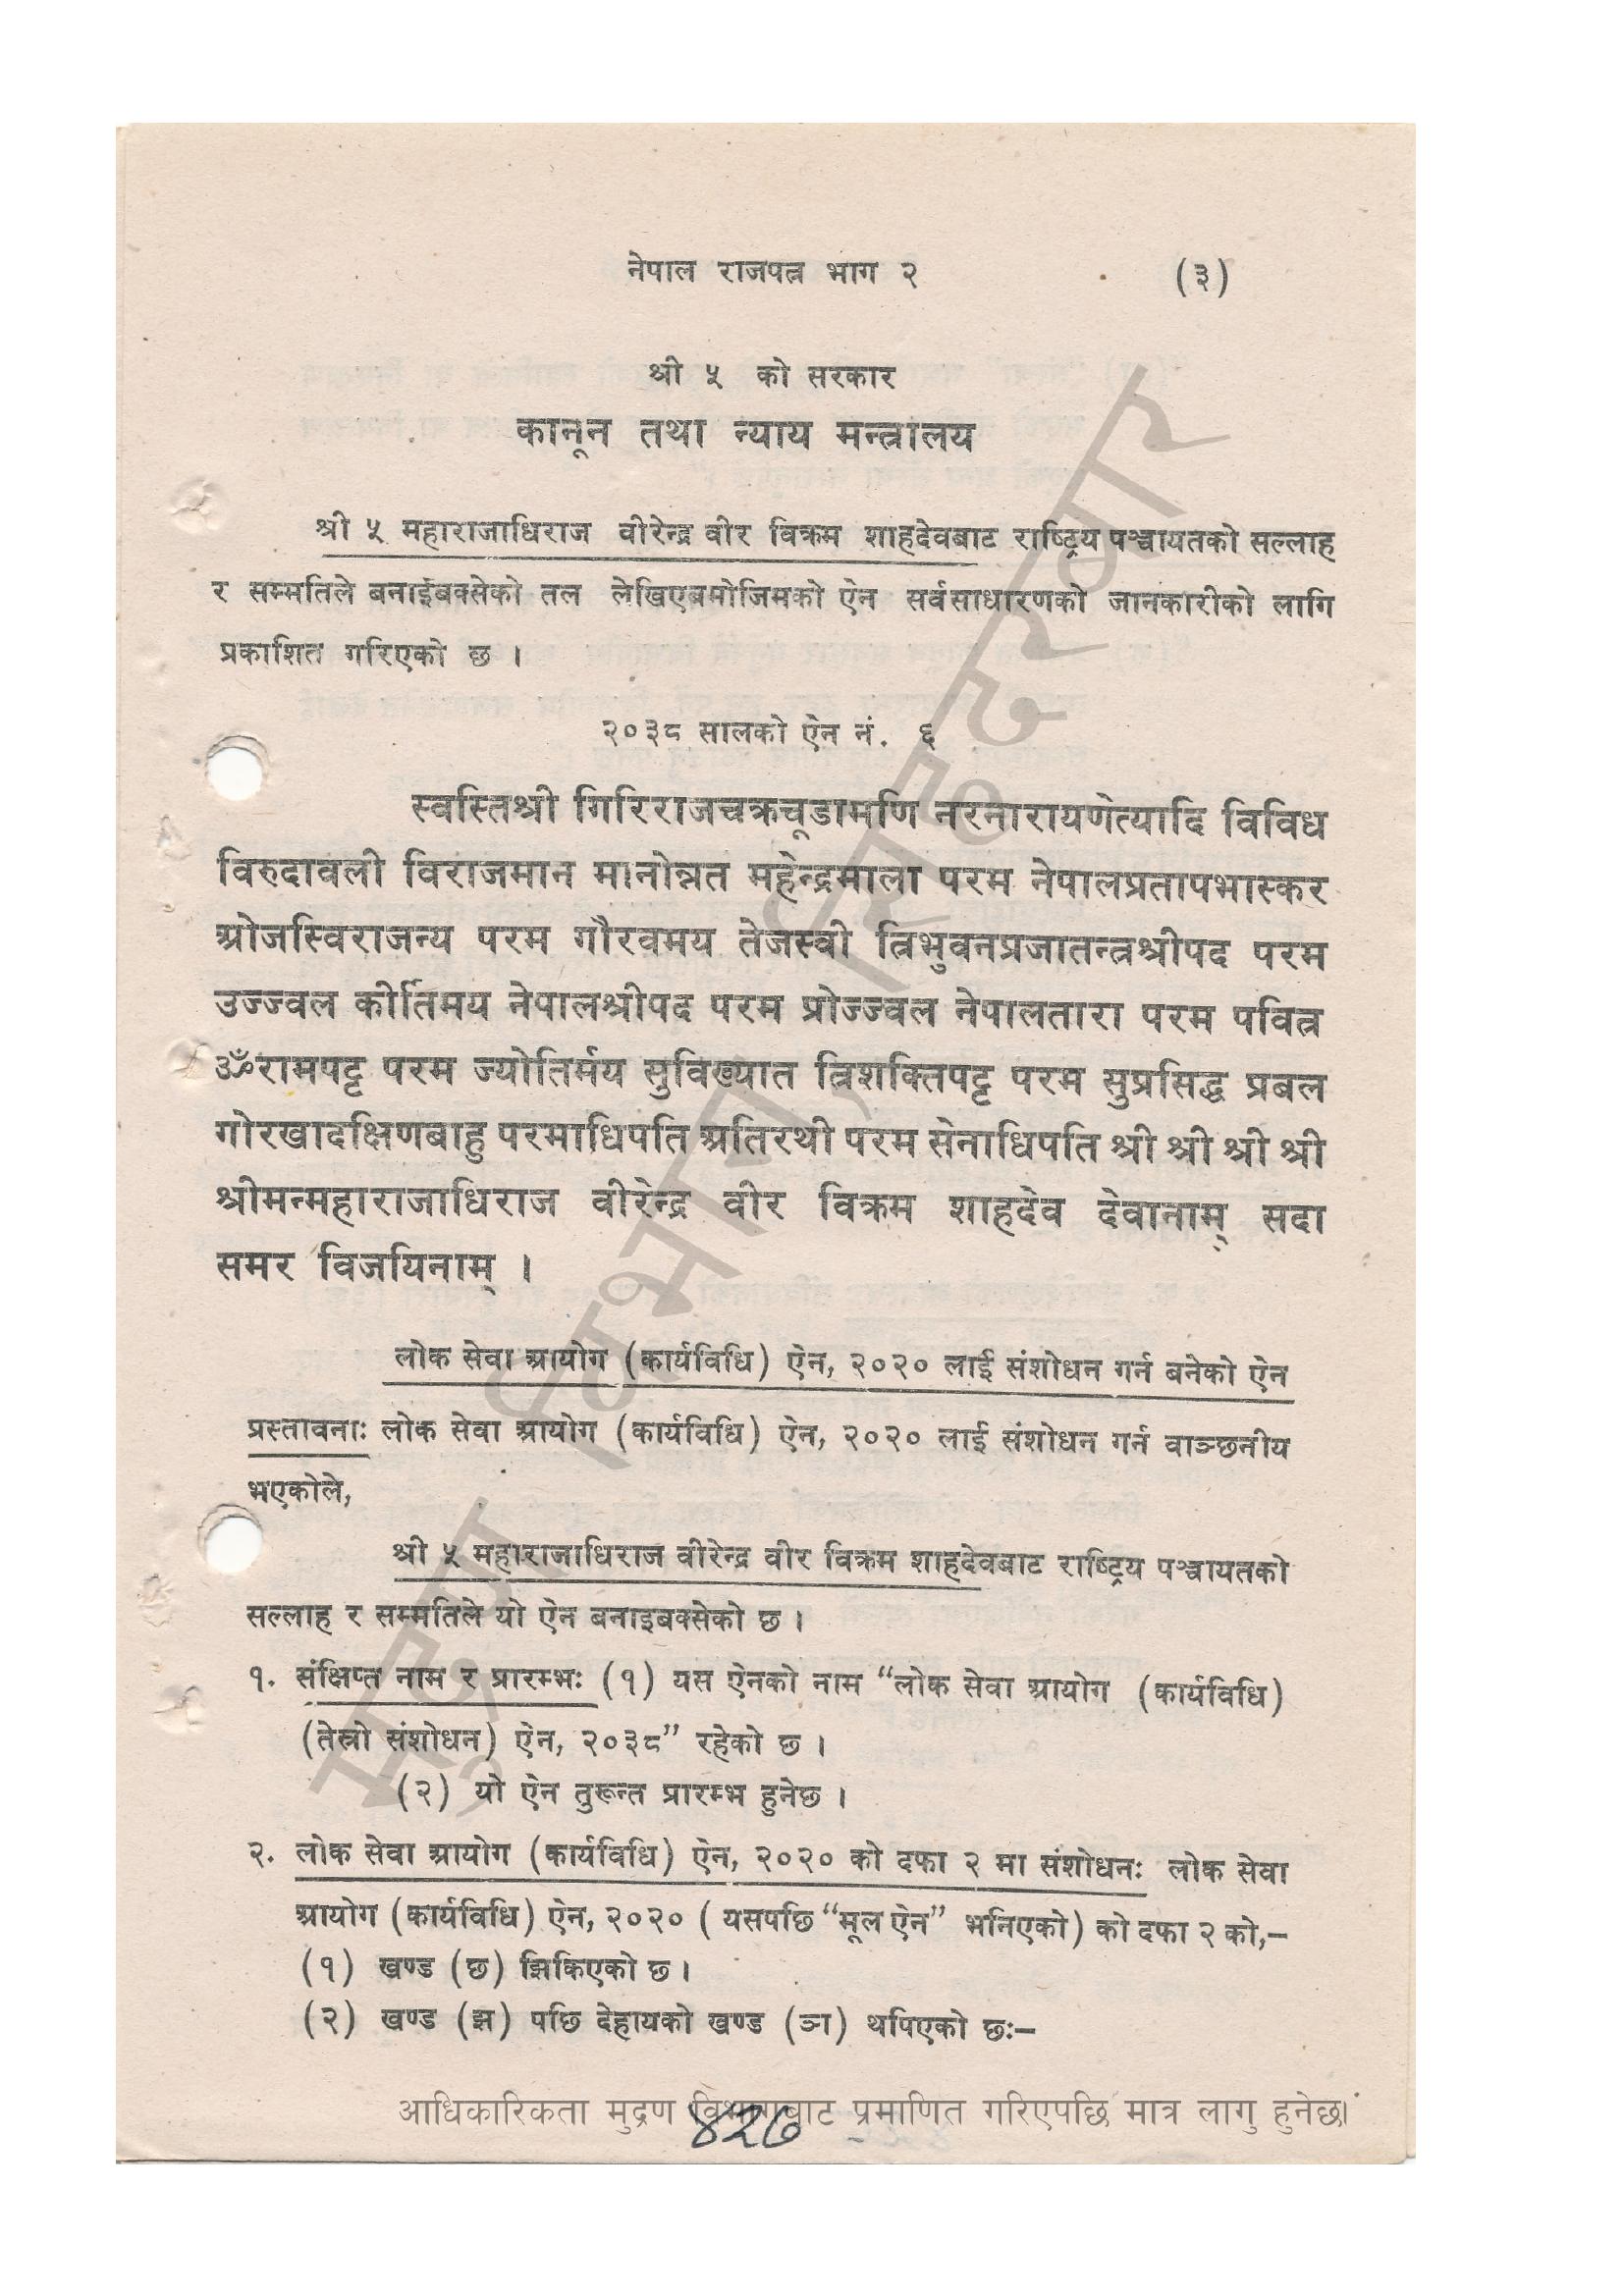 नेपाल राजपत्र भाग २ (३)
श्री ५ को सरकार
कानून तथा न्याय मन्त्रालय
श्री ५ महाराजाधिराज वीरेन्द्र वीर विक्रम शाहदेवबाट राष्ट्रिय पञ्चायतको सल्लाह
र सम्मतिले बनाईबक्सेको तल लेखिएबमोजिमको ऐन सर्वसाधारणको जानकारीको लागि
प्रकाशित गरिएको छ ।
२०३८ सालको ऐन नं. ६
स्वस्तिश्री गिरिराजचक्रचूडामणि नरनारायणेत्यादि विविध
विरुदावली विराजमान मानोन्नत महेन्द्रमाला परम नेपालप्रतापभास्कर
ओजस्विराजन्य परम गौरवमय तेजस्वी त्रिभुवनप्रजातन्त्रश्रीपद परम
उज्ज्वल कीर्तिमय नेपालश्रीपद परम प्रोज्ज्वल नेपालतारा परम पवित्र
ॐरामपट्ट परम ज्योतिर्मय सुविख्यात त्रिशक्तिपट्ट परम सुप्रसिद्ध प्रबल
गोरखादक्षिणबाहु परमाधिपति अतिरथी परम सेनाधिपति श्री श्री श्री श्री
श्रीमन्महाराजाधिराज वीरेन्द्र वीर विक्रम शाहदेव देवानाम् सदा
समर विजयिनाम् ।
लोक सेवा आयोग (कार्यविधि) ऐन, २०२० लाई संशोधन गर्न बनेको ऐन
प्रस्तावनाः लोक सेवा आयोग (कार्यविधि) ऐन, २०२० लाई संशोधन गर्न वाञ्छनीय
भएकोले,
श्री ५ महाराजाधिराज वीरेन्द्र वीर विक्रम शाहदेवबाट राष्ट्रिय पञ्चायतको
सल्लाह र सम्मतिले यो ऐन बनाइबक्सेको छ ।
१. संक्षिप्त नाम र प्रारम्भः (१) यस ऐनको नाम “लोक सेवा आयोग (कार्यविधि)
(तेस्रो संशोधन) ऐन, २०३८” रहेको छ ।
(२) यो ऐन तुरून्त प्रारम्भ हुनेछ ।
२. लोक सेवा आयोग (कार्यविधि) ऐन, २०२० को दफा २ मा संशोधनः लोक सेवा
आयोग (कार्यविधि) ऐन, २०२० ( यसपछि “मूल ऐन” भनिएको) को दफा २ को,–
(१) खण्ड (छ) झिकिएको छ ।
(२) खण्ड (झ) पछि देहायको खण्ड (ञ) थपिएको छः–
आधिकारिकता मुद्रण विभागबाट प्रमाणित गरिएपछि मात्र लागु हुनेछ।
४२७
मुद्रण विभाग, सिंहदरबार